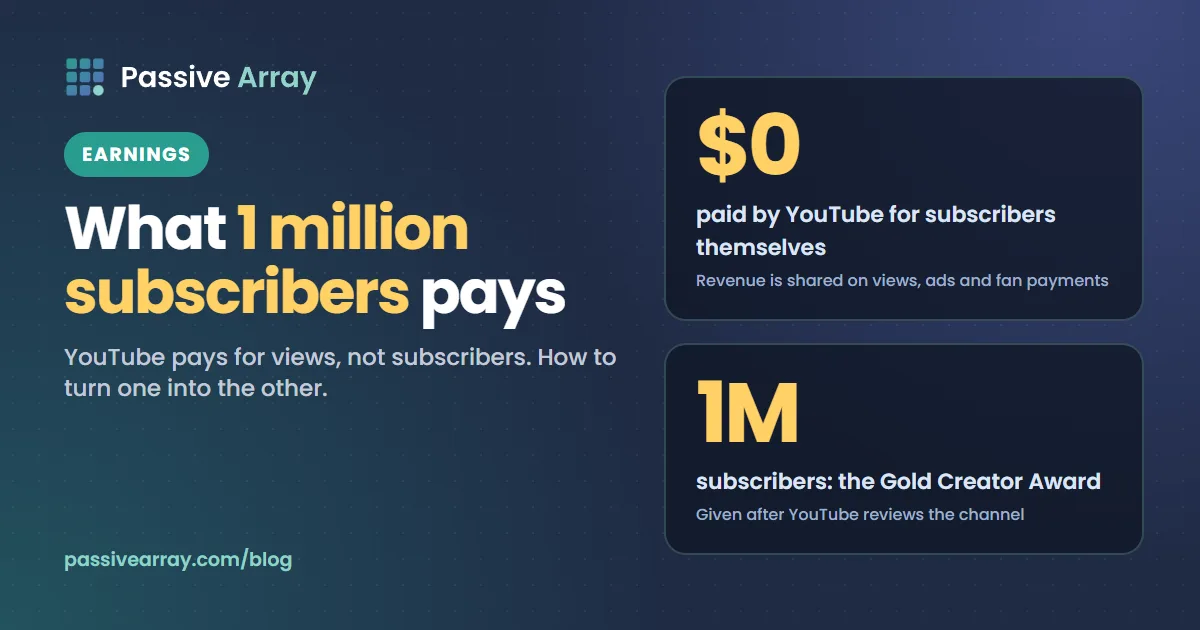 Passive Array
EARNINGS
What 1 million
subscribers pays
YouTube pays for views, not subscribers. How to
turn one into the other.
passivearray.com/blog
$0
paid by YouTube for subscribers
themselves
Revenue is shared on views, ads and fan payments
1M
subscribers: the Gold Creator Award
Given after YouTube reviews the channel